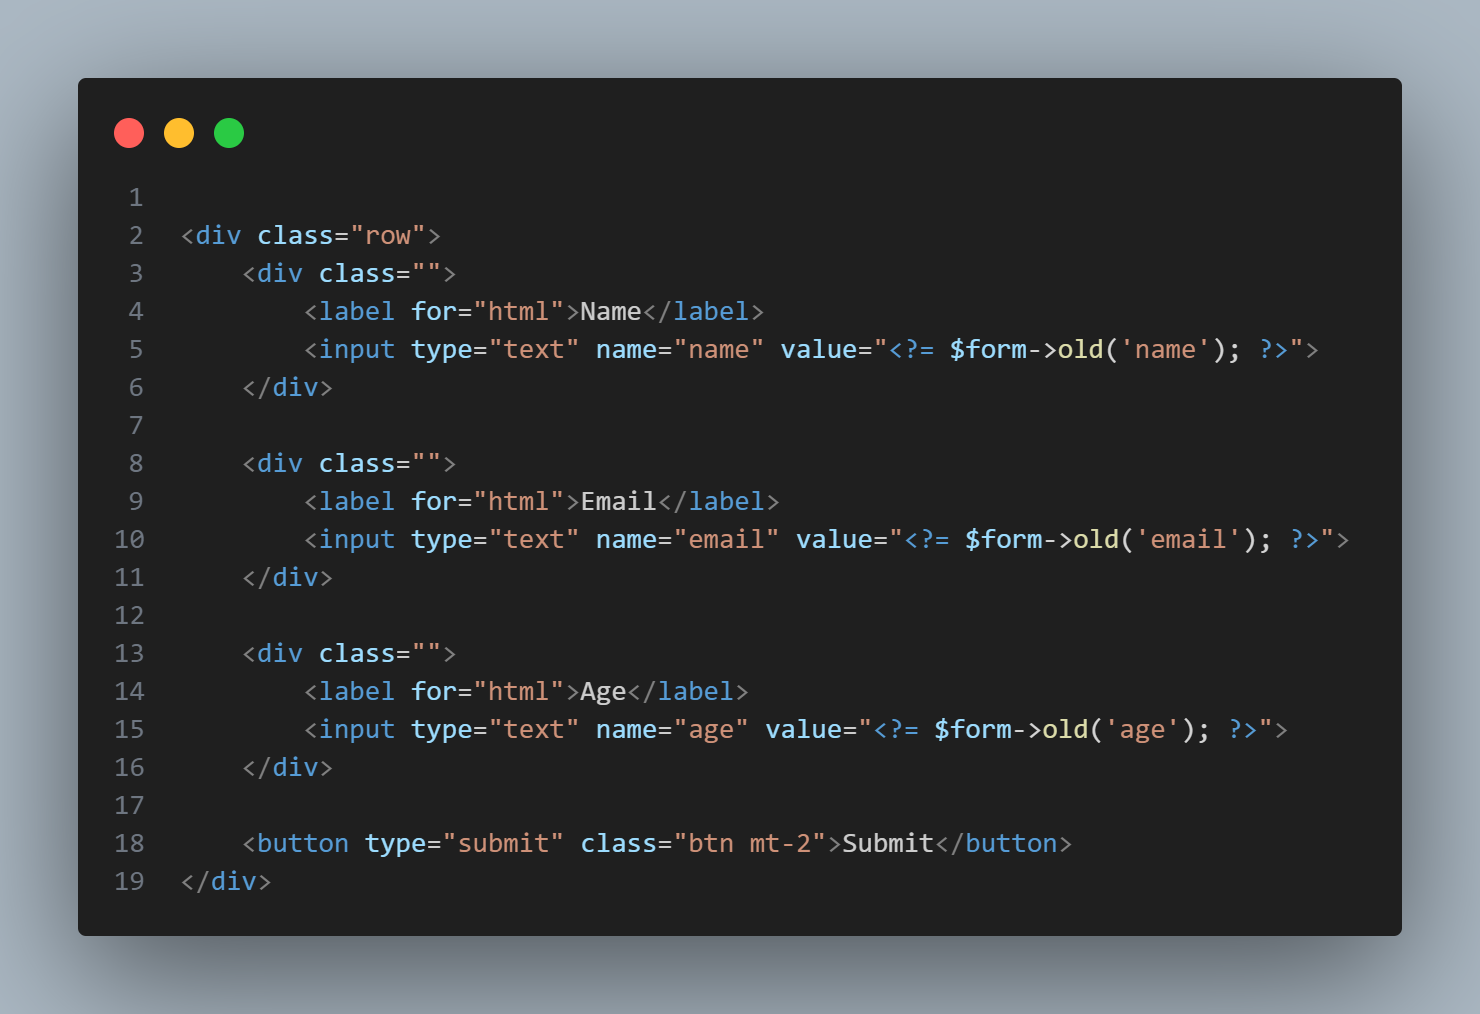 1
2 <div class="row">
3     <div class="">
4         <label for="html">Name</label>
5         <input type="text" name="name" value="<?= $form->old('name'); ?>">
6     </div>
7
8     <div class="">
9         <label for="html">Email</label>
10         <input type="text" name="email" value="<?= $form->old('email'); ?>">
11     </div>
12
13     <div class="">
14         <label for="html">Age</label>
15         <input type="text" name="age" value="<?= $form->old('age'); ?>">
16     </div>
17
18     <button type="submit" class="btn mt-2">Submit</button>
19 </div>